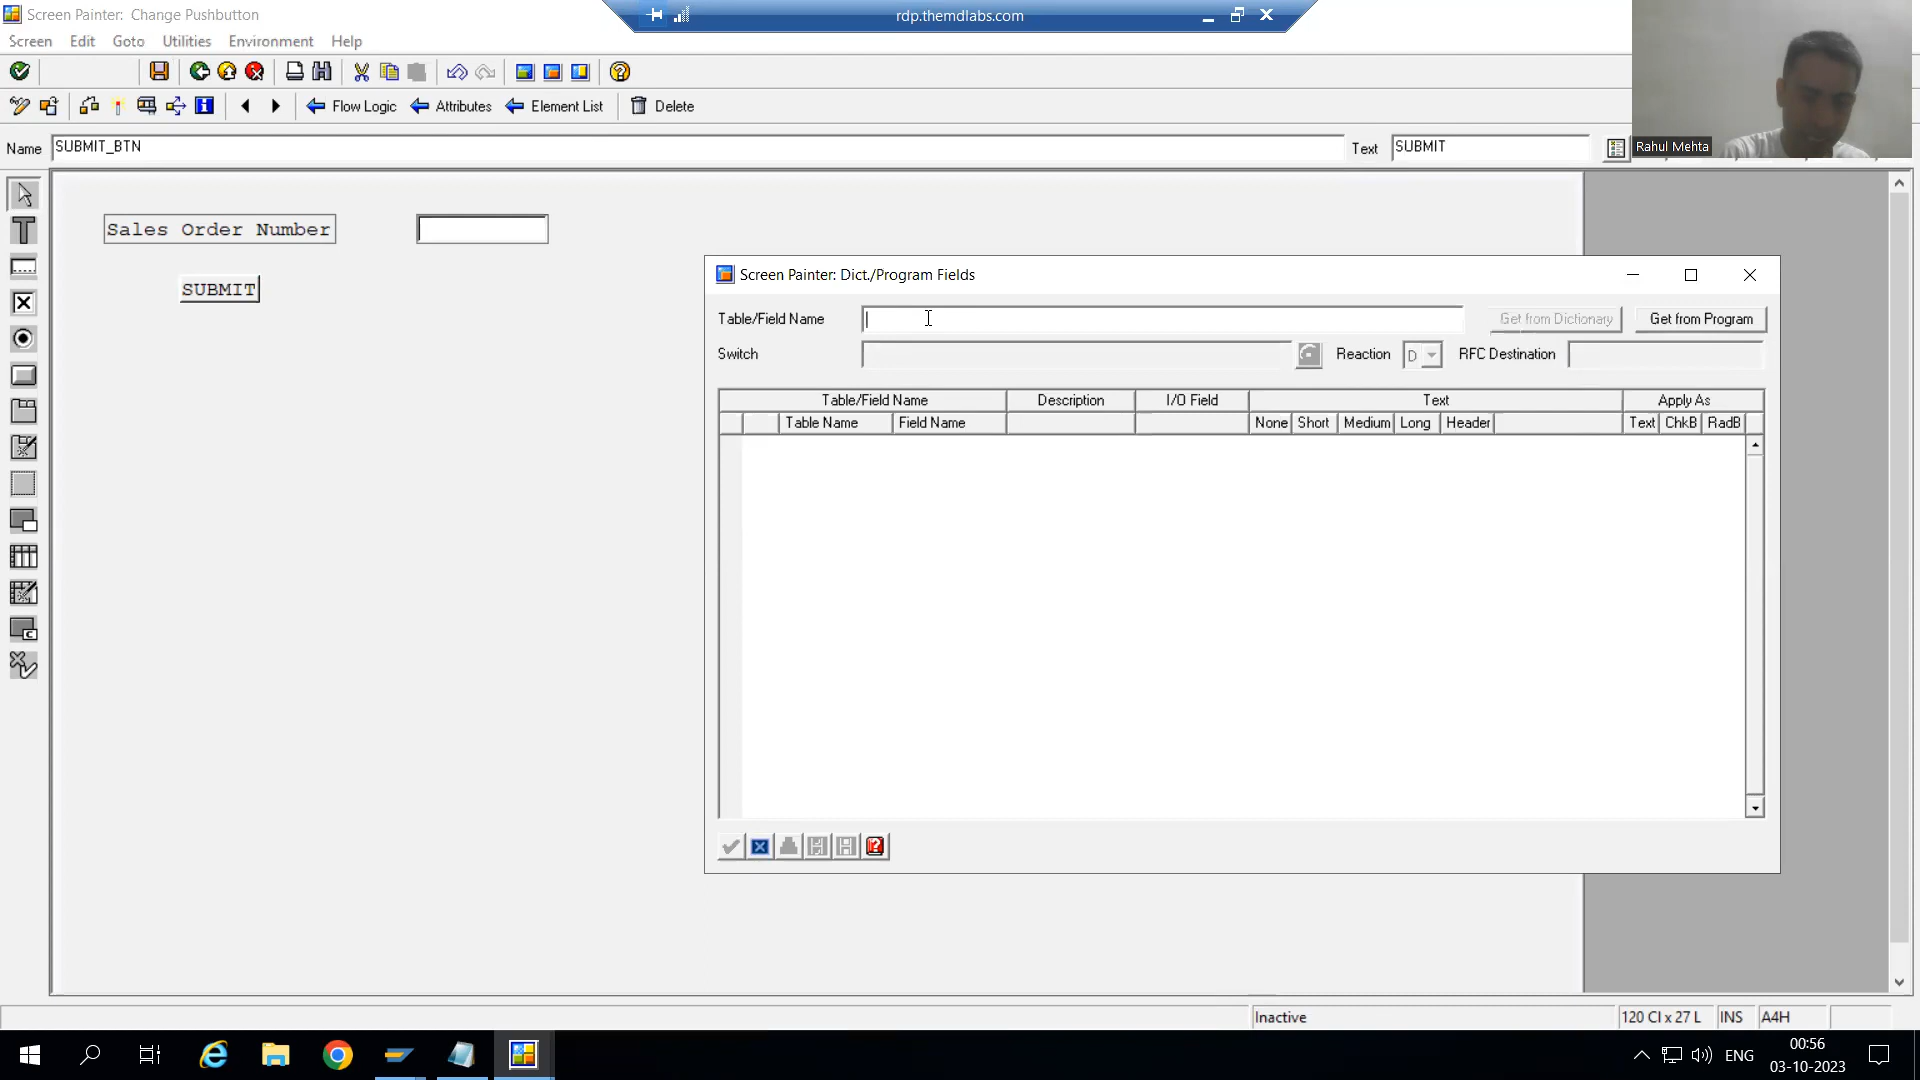 Screen Painter: Change Pushbutton
rdp.themdlabs.com
Screen Edit Goto Utilities Environment Help
Flow Logic Attributes Element List Delete
Name SUBMIT_BTN Text SUBMIT
Rahul Mehta
Sales Order Number
SUBMIT
Screen Painter: Dict./Program Fields
Table/Field Name Get from Dictionary Get from Program
Switch Reaction D RFC Destination
Table/Field Name Description I/O Field Text Apply As
Table Name Field Name None Short Medium Long Header Text ChkB RadB
Inactive 120 Cl x 27 L INS A4H
ENG 00:56
03-10-2023